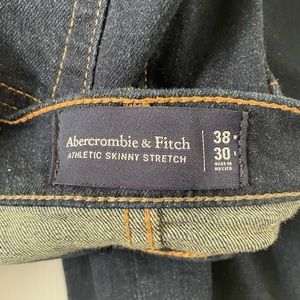 Abercrombie & Fitch
ATHLETIC SKINNY STRETCH
38 W
30 L
MADE IN
MEXICO